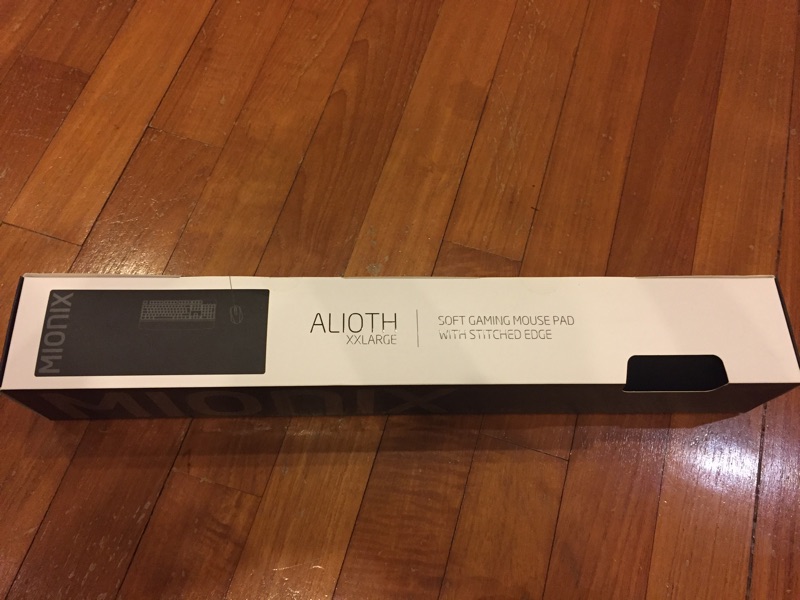 MIONIX
ALIOTH
XXLARGE
SOFT GAMING MOUSE PAD
WITH STITCHED EDGE
MIONIX